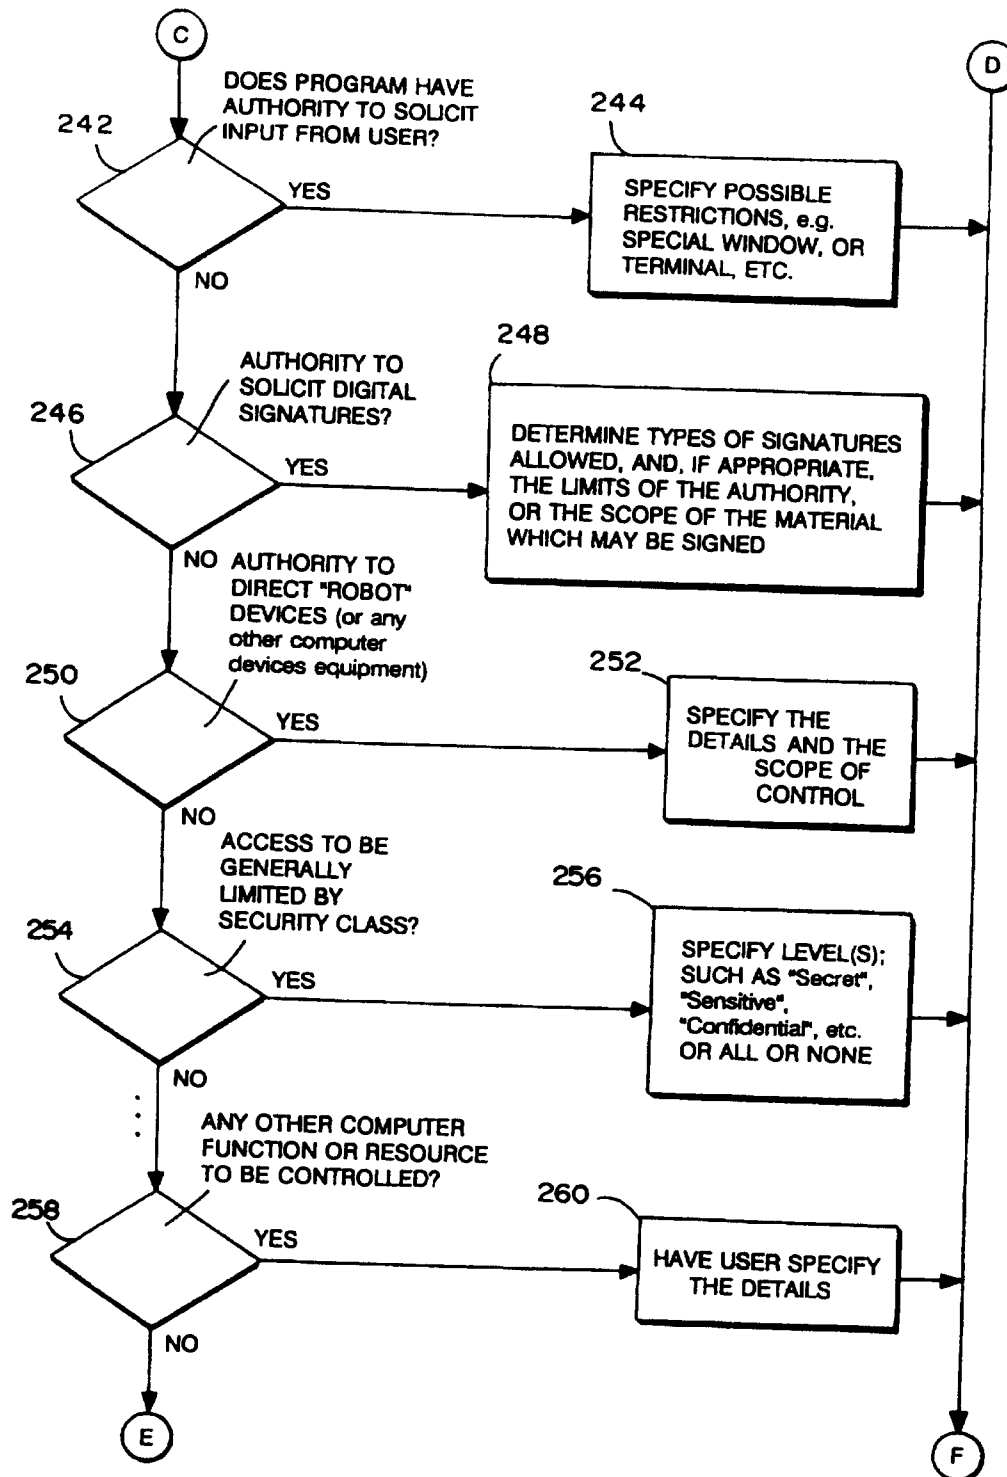 C
D
DOES PROGRAM HAVE
AUTHORITY TO SOLICIT
INPUT FROM USER?
242
YES
NO
244
SPECIFY POSSIBLE
RESTRICTIONS, e.g.
SPECIAL WINDOW, OR
TERMINAL, ETC.
AUTHORITY TO
SOLICIT DIGITAL
SIGNATURES?
246
YES
NO
248
DETERMINE TYPES OF SIGNATURES
ALLOWED, AND, IF APPROPRIATE,
THE LIMITS OF THE AUTHORITY,
OR THE SCOPE OF THE MATERIAL
WHICH MAY BE SIGNED
AUTHORITY TO
DIRECT "ROBOT"
DEVICES (or any
other computer
devices equipment)
250
YES
NO
252
SPECIFY THE
DETAILS AND THE
SCOPE OF
CONTROL
ACCESS TO BE
GENERALLY
LIMITED BY
SECURITY CLASS?
254
YES
NO
256
SPECIFY LEVEL(S);
SUCH AS "Secret",
"Sensitive",
"Confidential", etc.
OR ALL OR NONE
ANY OTHER COMPUTER
FUNCTION OR RESOURCE
TO BE CONTROLLED?
258
YES
NO
260
HAVE USER SPECIFY
THE DETAILS
E
F